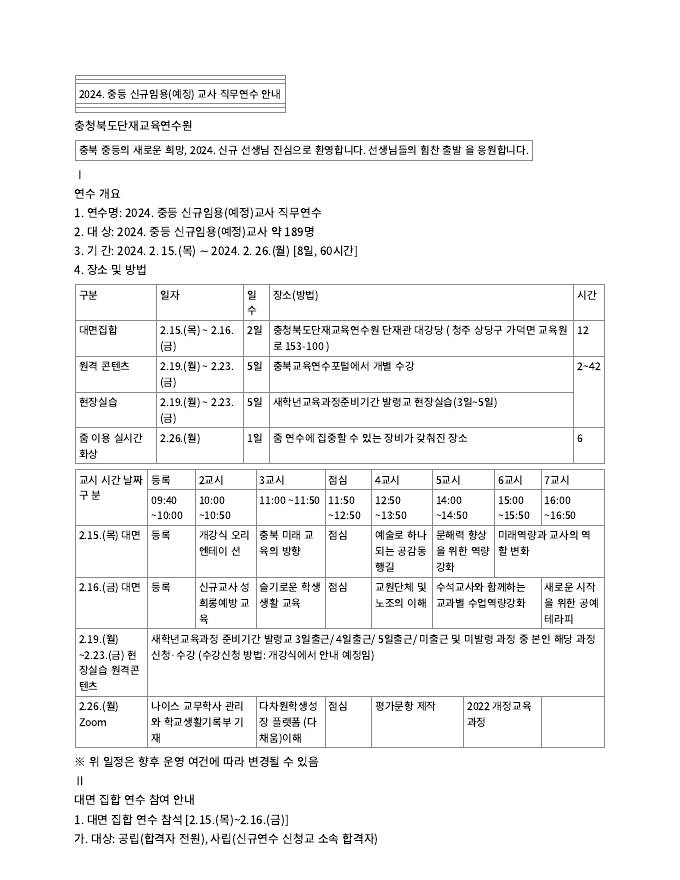 2024. 중등 신규임용(예정) 교사 직무연수 안내
충청북도단재교육연수원
충북 중등의 새로운 희망, 2024. 신규 선생님 진심으로 환영합니다. 선생님들의 힘찬 출발 을 응원합니다.
Ⅰ
연수 개요
1. 연수명: 2024. 중등 신규임용(예정)교사 직무연수
2. 대 상: 2024. 중등 신규임용(예정)교사 약 189명
3. 기 간: 2024. 2. 15.(목) ~ 2024. 2. 26.(월) [8일, 60시간]
4. 장소 및 방법
구분 일자 일 장소(방법) 시간
수
대면집합 2.15.(목) ~ 2.16. 2일 충청북도단재교육연수원 단재관 대강당 ( 청주 상당구 가덕면 교육원 12
(금) 로 153-100 )
원격 콘텐츠 2.19.(월) ~ 2.23. 5일 충북교육연수포털에서 개별 수강 2~42
(금)
현장실습 2.19.(월) ~ 2.23. 5일 새학년교육과정준비기간 발령교 현장실습(3일~5일)
(금)
줌 이용 실시간 2.26.(월) 1일 줌 연수에 집중할 수 있는 장비가 갖춰진 장소 6
화상
교시 시간 날짜 등록 2교시 3교시 점심 4교시 5교시 6교시 7교시
구 분 09:40 10:00 11:00 ~11:50 11:50 12:50 14:00 15:00 16:00
~10:00 ~10:50 ~12:50 ~13:50 ~14:50 ~15:50 ~16:50
2.15.(목) 대면 등록 개강식 오리 충북 미래 교 점심 예술로 하나 문해력 향상 미래역량과 교사의 역
엔테이 션 육의 방향 되는 공감동 을 위한 역량 할 변화
행길 강화
2.16.(금) 대면 등록 신규교사 성 슬기로운 학생 점심 교원단체 및 수석교사와 함께하는 새로운 시작
희롱예방 교 생활 교육 노조의 이해 교과별 수업역량강화 을 위한 공예
육 테라피
2.19.(월) 새학년교육과정 준비기간 발령교 3일출근/ 4일출근/ 5일출근/ 미출근 및 미발령 과정 중 본인 해당 과정
~2.23.(금) 현 신청· 수강 (수강신청 방법: 개강식에서 안내 예정임)
장실습 원격콘
텐츠
2.26.(월) 나이스 교무학사 관리 다차원학생성 점심 평가문항 제작 2022 개정교육
Zoom 와 학교생활기록부 기 장 플랫폼 (다 과정
재 채움)이해
※ 위 일정은 향후 운영 여건에 따라 변경될 수 있음
Ⅱ
대면 집합 연수 참여 안내
1. 대면 집합 연수 참석 [2.15.(목)~2.16.(금)]
가. 대상: 공립(합격자 전원), 사립(신규연수 신청교 소속 합격자)